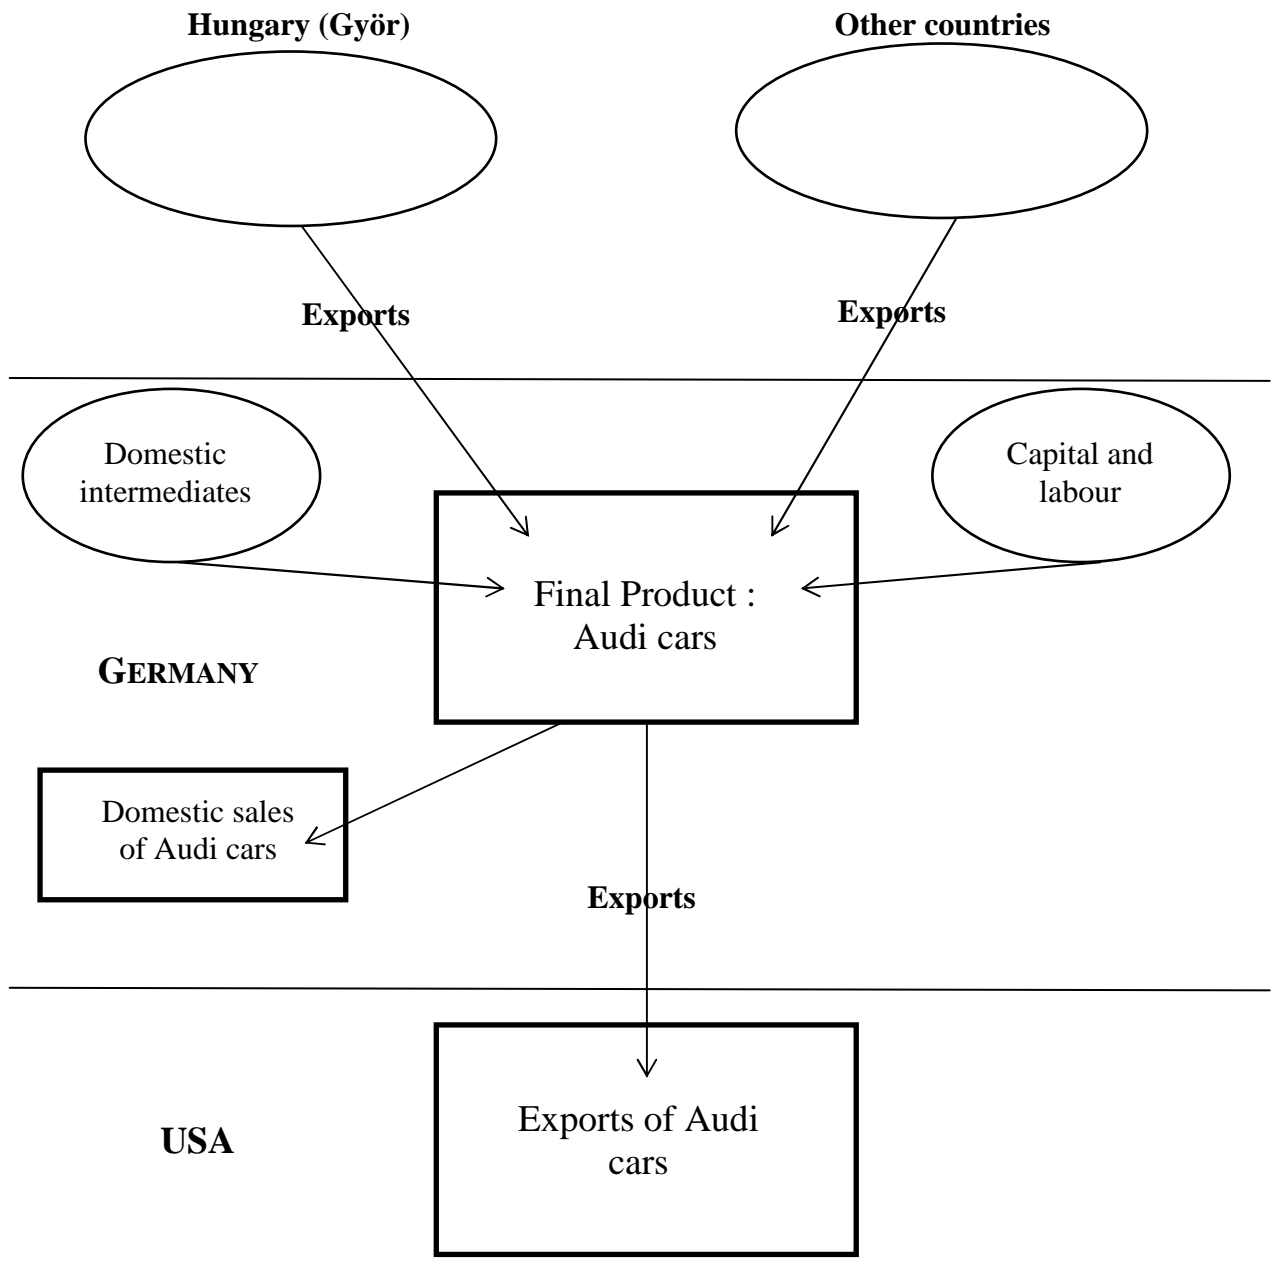 Hungary (Györ)
Other countries
Exports
Exports
Domestic
intermediates
Capital and
labour
Final Product :
Audi cars
GERMANY
Domestic sales
of Audi cars
Exports
Exports of Audi
cars
USA